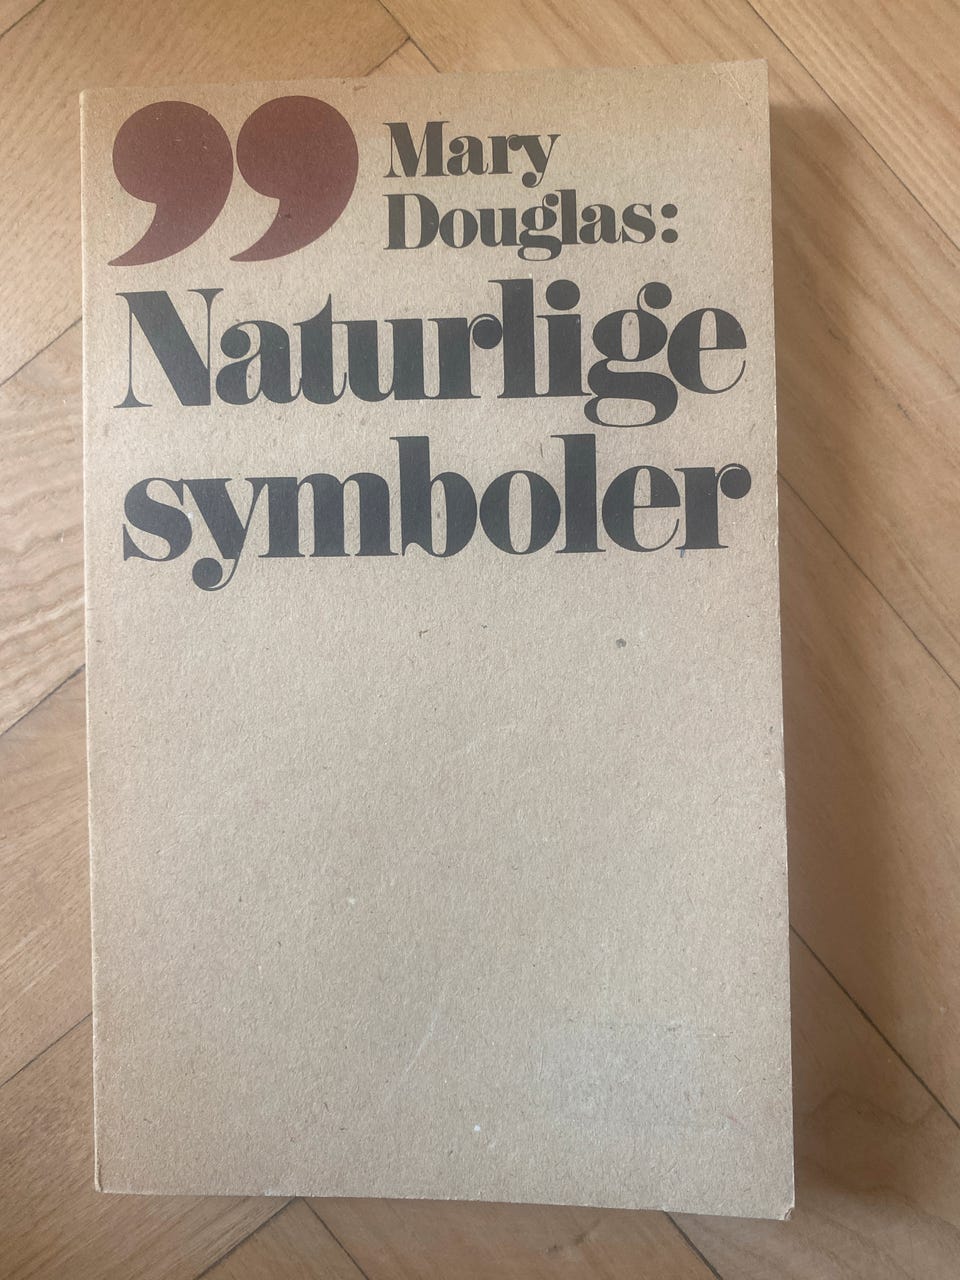 ”
Mary
Douglas:
Naturlige
symboler